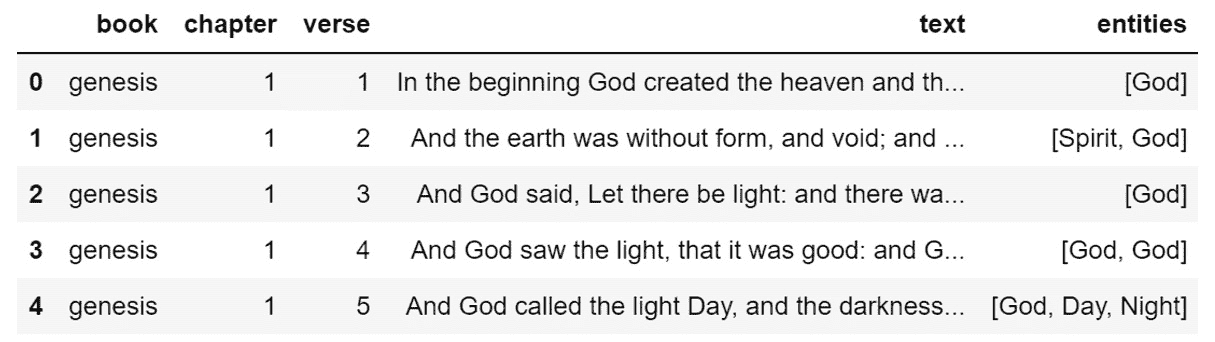 book chapter verse text entities
0 genesis 1 1 In the beginning God created the heaven and th... [God]
1 genesis 1 2 And the earth was without form, and void; and ... [Spirit, God]
2 genesis 1 3 And God said, Let there be light: and there wa... [God]
3 genesis 1 4 And God saw the light, that it was good: and G... [God, God]
4 genesis 1 5 And God called the light Day, and the darkness... [God, Day, Night]